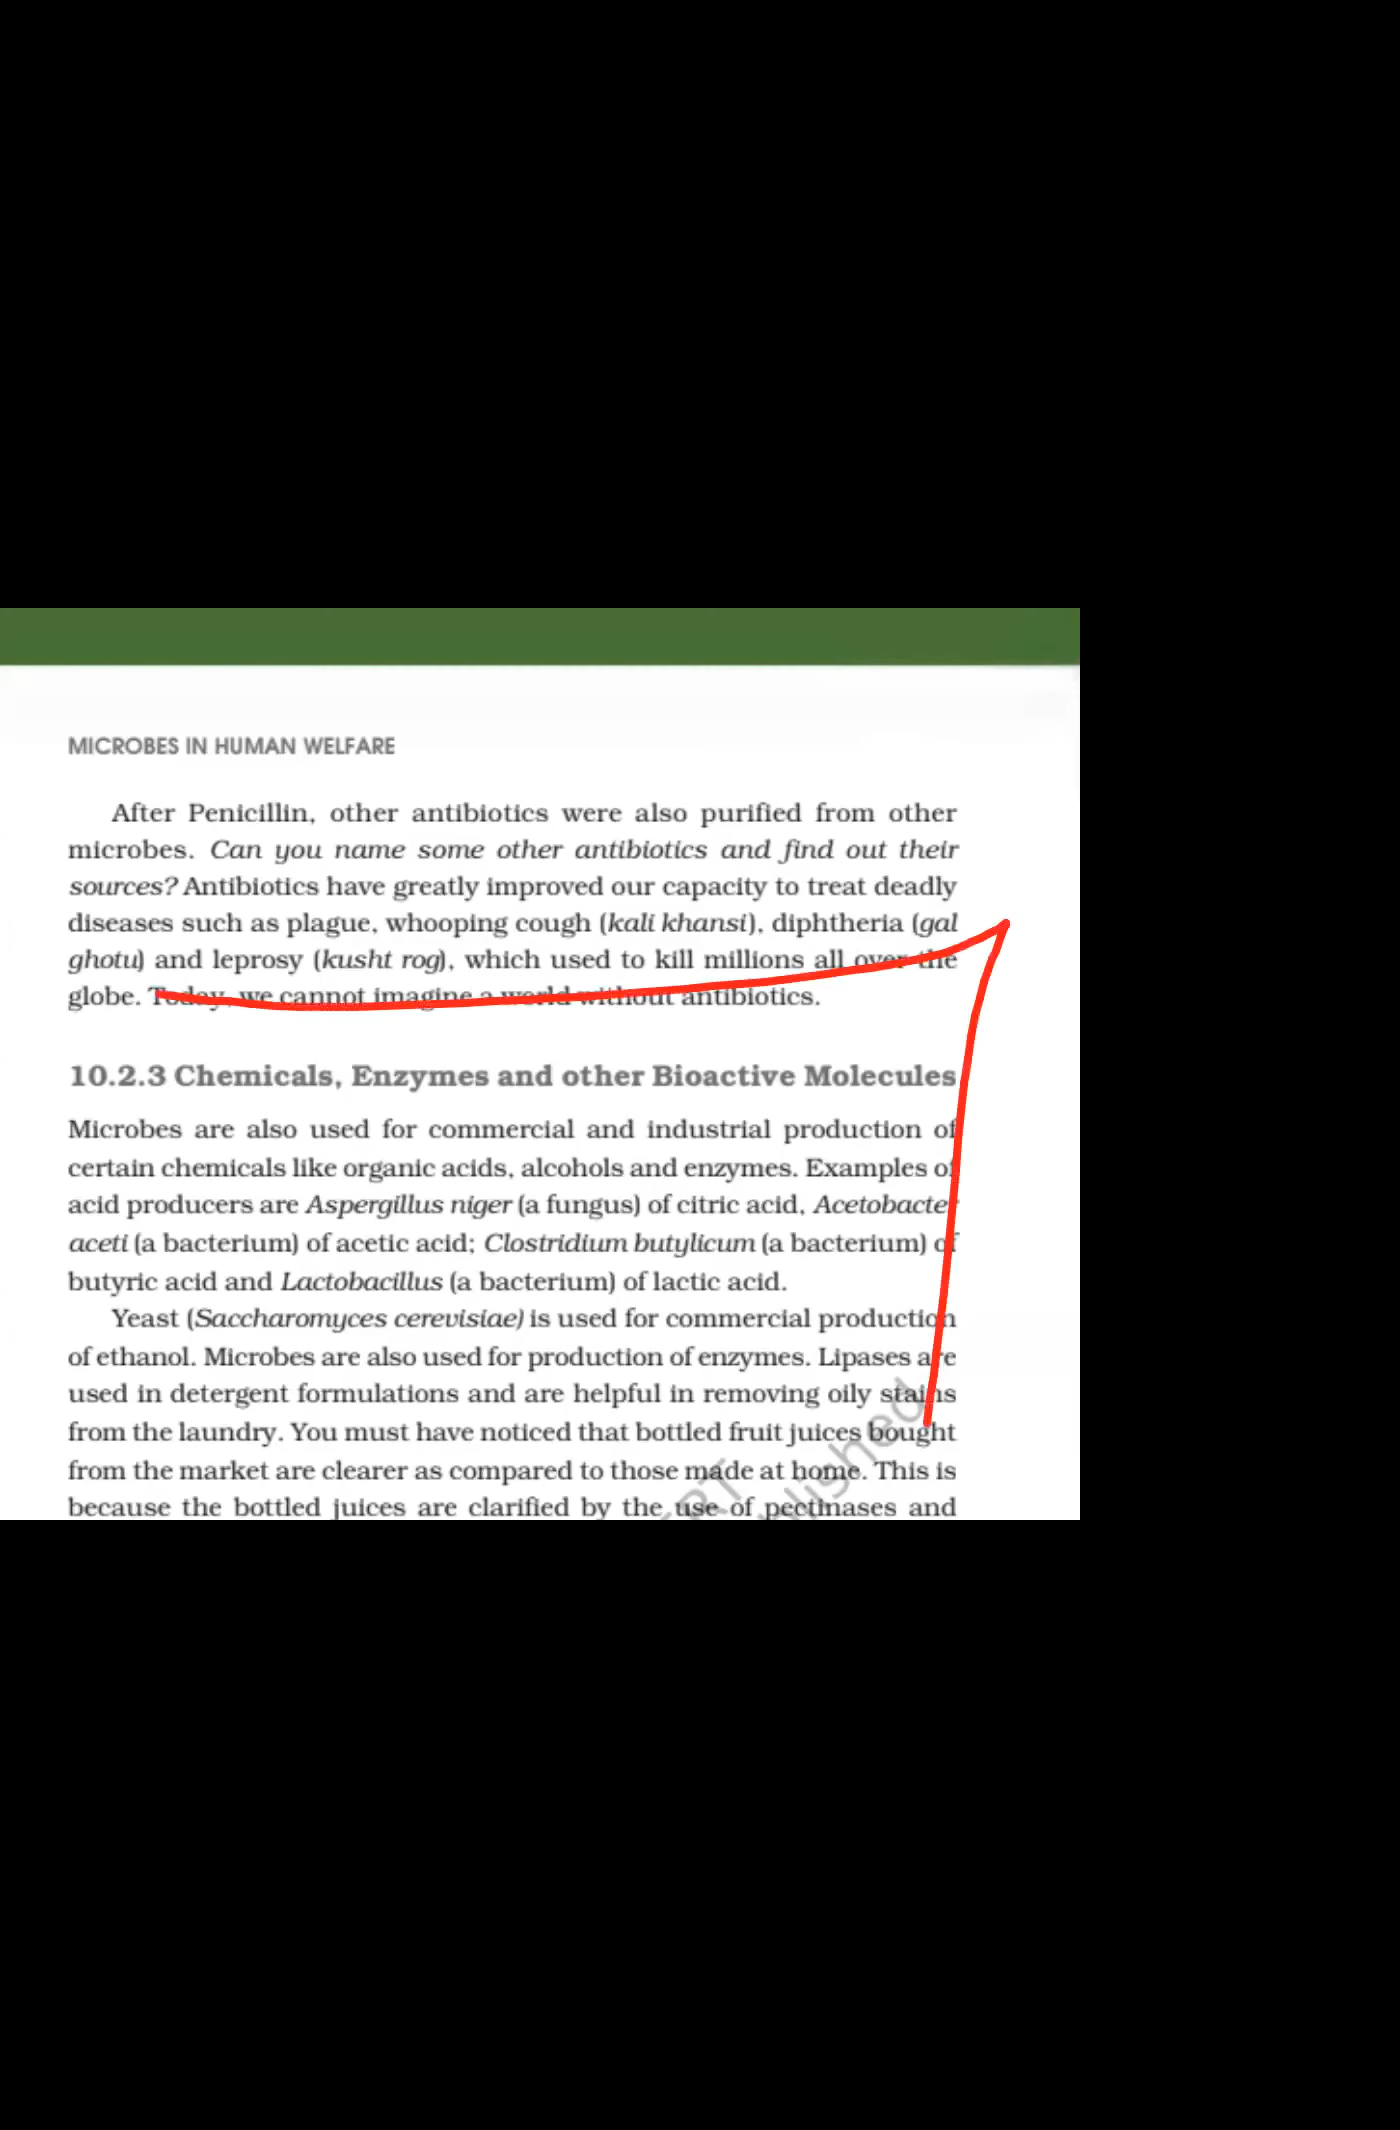 MICROBES IN HUMAN WELFARE
After Penicillin, other antibiotics were also purified from other
microbes. Can you name some other antibiotics and find out their
sources? Antibiotics have greatly improved our capacity to treat deadly
diseases such as plague, whooping cough (kali khansi), diphtheria (gal
ghotu) and leprosy (kusht rog), which used to kill millions all over the
globe. Today, we cannot imagine a world without antibiotics.
10.2.3 Chemicals, Enzymes and other Bioactive Molecules
Microbes are also used for commercial and industrial production of
certain chemicals like organic acids, alcohols and enzymes. Examples of
acid producers are Aspergillus niger (a fungus) of citric acid, Acetobacter
aceti (a bacterium) of acetic acid; Clostridium butylicum (a bacterium) of
butyric acid and Lactobacillus (a bacterium) of lactic acid.
Yeast (Saccharomyces cerevisiae) is used for commercial production
of ethanol. Microbes are also used for production of enzymes. Lipases are
used in detergent formulations and are helpful in removing oily stains
from the laundry. You must have noticed that bottled fruit juices bought
from the market are clearer as compared to those made at home. This is
because the bottled juices are clarified by the use of pectinases and